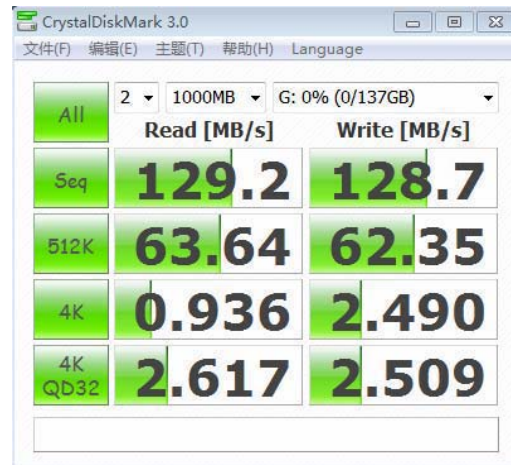 CrystalDiskMark 3.0
文件(F) 编辑(E) 主题(T) 帮助(H) Language
All 2 1000MB G: 0% (0/137GB)
Read [MB/s] Write [MB/s]
Seq 129.2 128.7
512K 63.64 62.35
4K 0.936 2.490
4K QD32 2.617 2.509